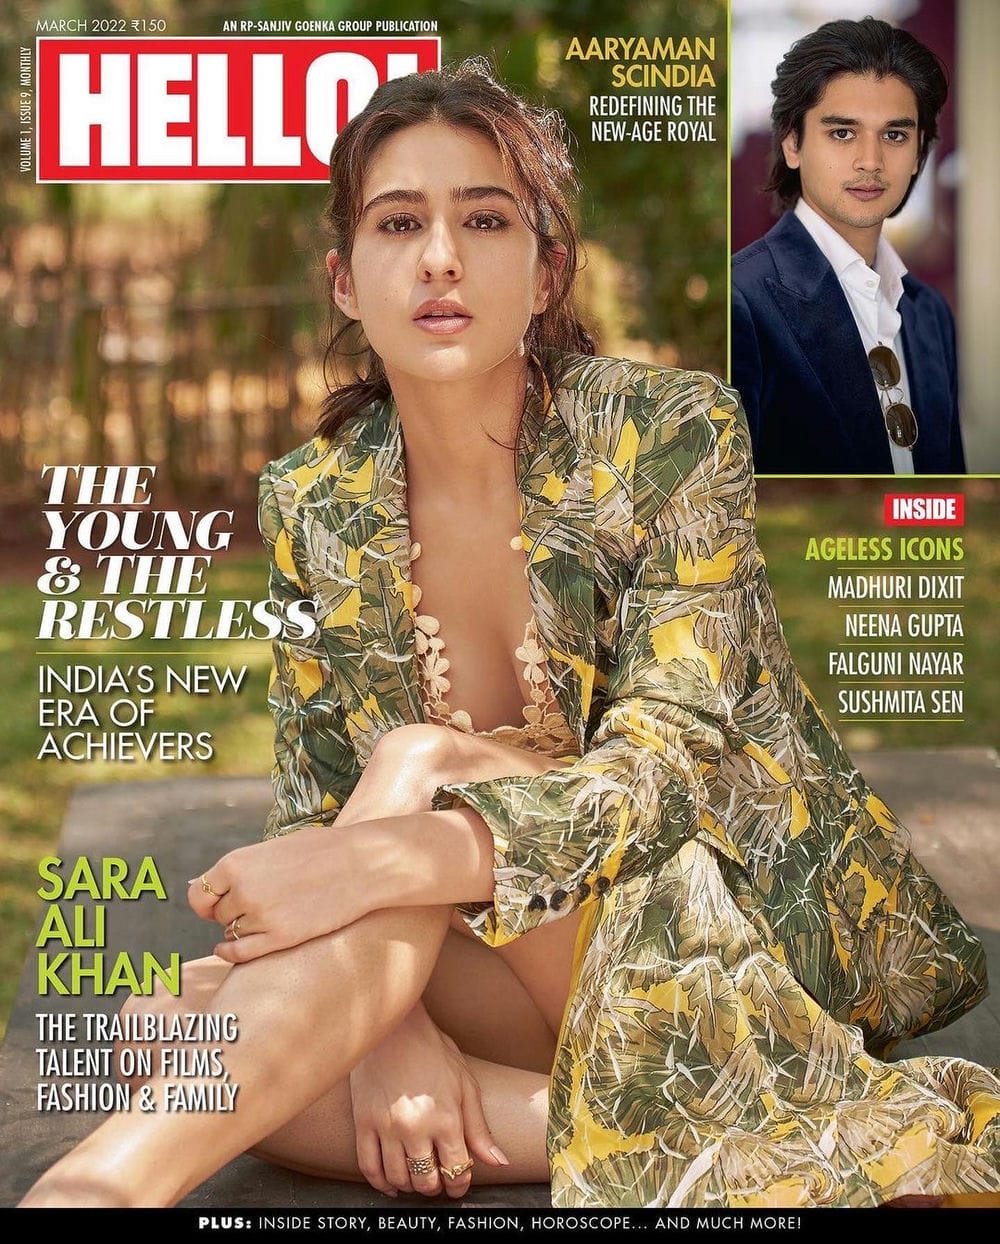 MARCH 2022 ₹150
AN RP-SANJIV GOENKA GROUP PUBLICATION
VOLUME 1, ISSUE 9, MONTHLY
HELLO!
AARYAMAN
SCINDIA
REDEFINING THE
NEW-AGE ROYAL
THE
YOUNG
& THE
RESTLESS
INDIA'S NEW
ERA OF
ACHIEVERS
INSIDE
AGELESS ICONS
MADHURI DIXIT
NEENA GUPTA
FALGUNI NAYAR
SUSHMITA SEN
SARA
ALI
KHAN
THE TRAILBLAZING
TALENT ON FILMS,
FASHION & FAMILY
PLUS: INSIDE STORY, BEAUTY, FASHION, HOROSCOPE... AND MUCH MORE!